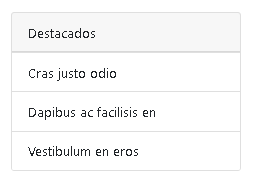 Destacados
Cras justo odio
Dapibus ac facilisis en
Vestibulum en eros